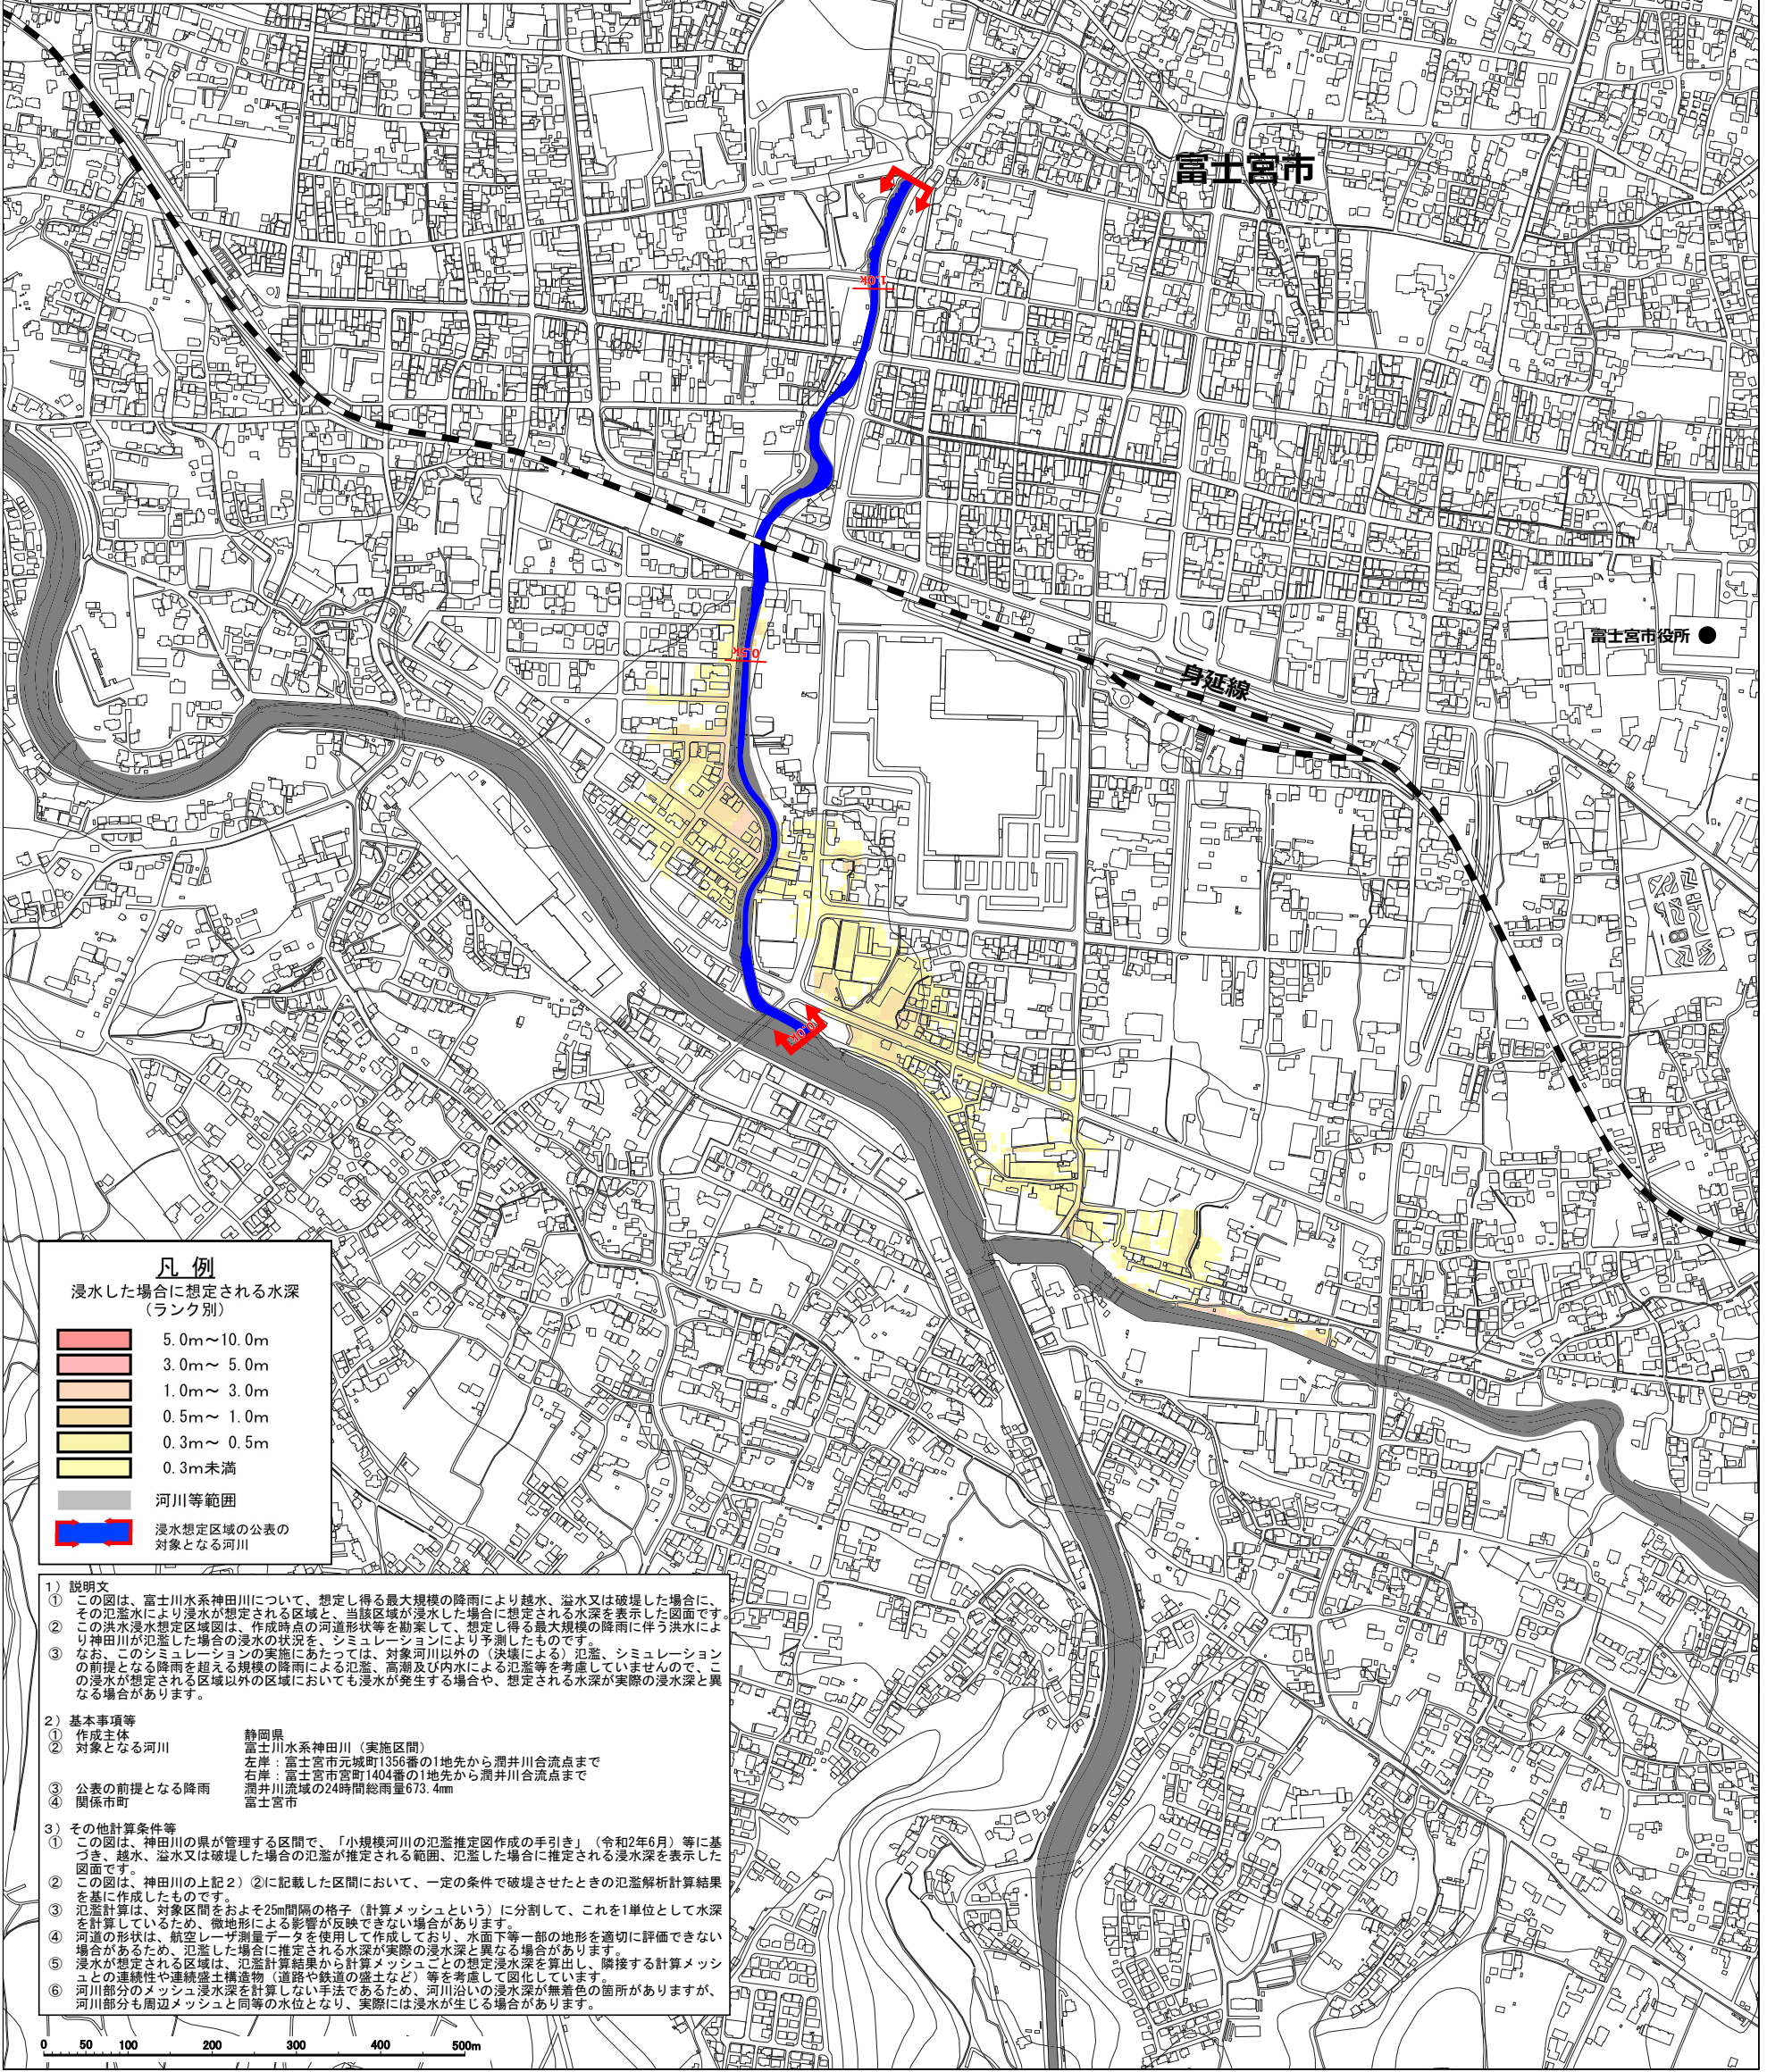 富士宮市
1.0K
0.5K
富士宮市役所
身延線
0.0K
凡 例
浸水した場合に想定される水深
(ランク別)
5.0m~10.0m
3.0m~ 5.0m
1.0m~ 3.0m
0.5m~ 1.0m
0.3m~ 0.5m
0.3m未満
河川等範囲
浸水想定区域の公表の
対象となる河川
1)説明文
① この図は、富士川水系神田川について、想定し得る最大規模の降雨により越水、溢水又は破堤した場合に、
その氾濫水により浸水が想定される区域と、当該区域が浸水した場合に想定される水深を表示した図面です。
② この洪水浸水想定区域図は、作成時点の河道形状等を勘案して、想定し得る最大規模の降雨に伴う洪水によ
り神田川が氾濫した場合の浸水の状況を、シミュレーションにより予測したものです。
③ なお、このシミュレーションの実施にあたっては、対象河川以外の(決壊による)氾濫、シミュレーション
の前提となる降雨を超える規模の降雨による氾濫、高潮及び内水による氾濫等を考慮していませんので、こ
の浸水が想定される区域以外の区域においても浸水が発生する場合や、想定される水深が実際の浸水深と異
なる場合があります。
2)基本事項等
① 作成主体 静岡県
② 対象となる河川 富士川水系神田川(実施区間)
左岸:富士宮市元城町1356番の1地先から潤井川合流点まで
右岸:富士宮市宮町1404番の1地先から潤井川合流点まで
③ 公表の前提となる降雨 潤井川流域の24時間総雨量673.4mm
④ 関係市町 富士宮市
3)その他計算条件等
① この図は、神田川の県が管理する区間で、「小規模河川の氾濫推定図作成の手引き」(令和2年6月)等に基
づき、越水、溢水又は破堤した場合の氾濫が推定される範囲、氾濫した場合に推定される浸水深を表示した
図面です。
② この図は、神田川の上記2)②に記載した区間において、一定の条件で破堤させたときの氾濫解析計算結果
を基に作成したものです。
③ 氾濫計算は、対象区間をおよそ25m間隔の格子(計算メッシュという)に分割して、これを1単位として水深
を計算しているため、微地形による影響が反映できない場合があります。
④ 河道の形状は、航空レーザ測量データを使用して作成しており、水面下等一部の地形を適切に評価できない
場合があるため、氾濫した場合に推定される水深が実際の浸水深と異なる場合があります。
⑤ 浸水が想定される区域は、氾濫計算結果から計算メッシュごとの想定浸水深を算出し、隣接する計算メッシ
ュとの連続性や連続盛土構造物(道路や鉄道の盛土など)等を考慮して図化しています。
⑥ 河川部分のメッシュ浸水深を計算しない手法であるため、河川沿いの浸水深が無着色の箇所がありますが、
河川部分も周辺メッシュと同等の水位となり、実際には浸水が生じる場合があります。
0 50 100 200 300 400 500m